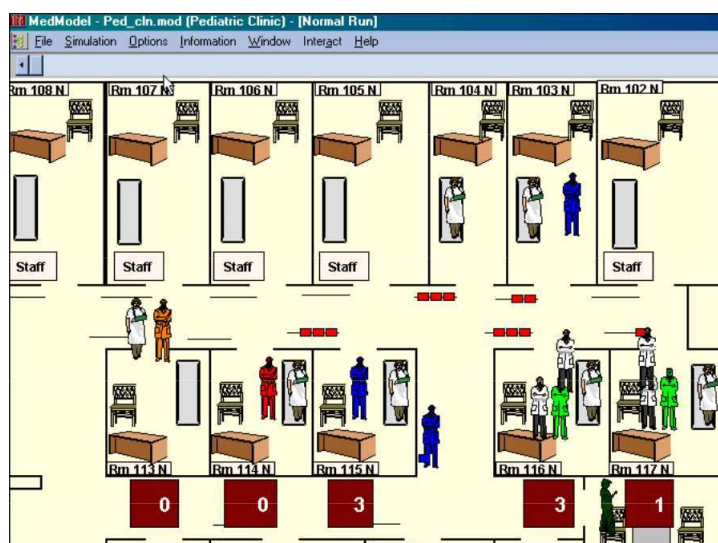 MedModel - Ped_cln.mod (Pediatric Clinic) - [Normal Run]
File Simulation Options Information Window Interact Help
Rm 108 N Rm 107 N Rm 106 N Rm 105 N Rm 104 N Rm 103 N Rm 102 N
Staff Staff Staff Staff Staff
Rm 113 N Rm 114 N Rm 115 N Rm 116 N Rm 117 N
0 0 3 3 1